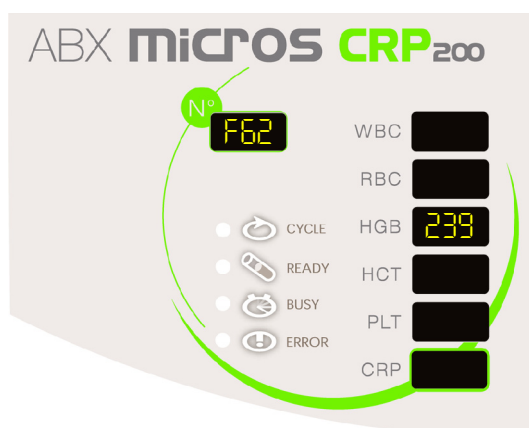 ABX micros CRP200
N°
F62
WBC
RBC
CYCLE HGB 239
READY HCT
BUSY PLT
ERROR
CRP